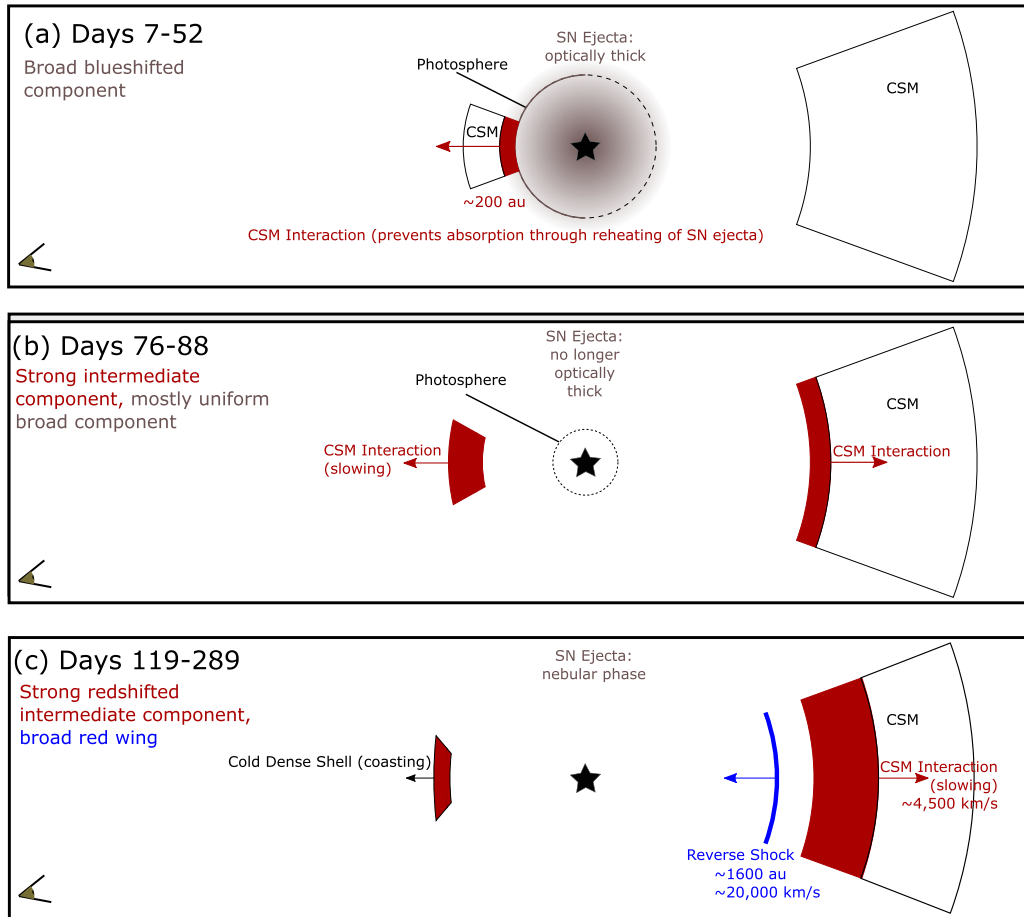 (a) Days 7-52
Broad blueshifted
component
SN Ejecta:
optically thick
Photosphere
CSM
CSM
~200 au
CSM Interaction (prevents absorption through reheating of SN ejecta)
(b) Days 76-88
Strong intermediate
component, mostly uniform
broad component
SN Ejecta:
no longer
optically
thick
Photosphere
CSM
CSM Interaction
(slowing)
CSM Interaction
(c) Days 119-289
Strong redshifted
intermediate component,
broad red wing
SN Ejecta:
nebular phase
CSM
Cold Dense Shell (coasting)
CSM Interaction
(slowing)
~4,500 km/s
Reverse Shock
~1600 au
~20,000 km/s